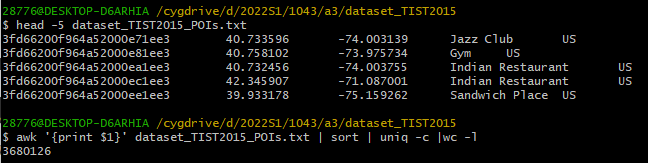 28776@DESKTOP-D6ARHIA /cygdrive/d/2022S1/1043/a3/dataset_TIST2015
$ head -5 dataset_TIST2015_POIs.txt
3fd66200f964a52000e71ee3 40.733596 -74.003139 Jazz Club US
3fd66200f964a52000e81ee3 40.758102 -73.975734 Gym US
3fd66200f964a52000ea1ee3 40.732456 -74.003755 Indian Restaurant US
3fd66200f964a52000ec1ee3 42.345907 -71.087001 Indian Restaurant US
3fd66200f964a52000ee1ee3 39.933178 -75.159262 Sandwich Place US
28776@DESKTOP-D6ARHIA /cygdrive/d/2022S1/1043/a3/dataset_TIST2015
$ awk '{print $1}' dataset_TIST2015_POIs.txt | sort | uniq -c |wc -l
3680126